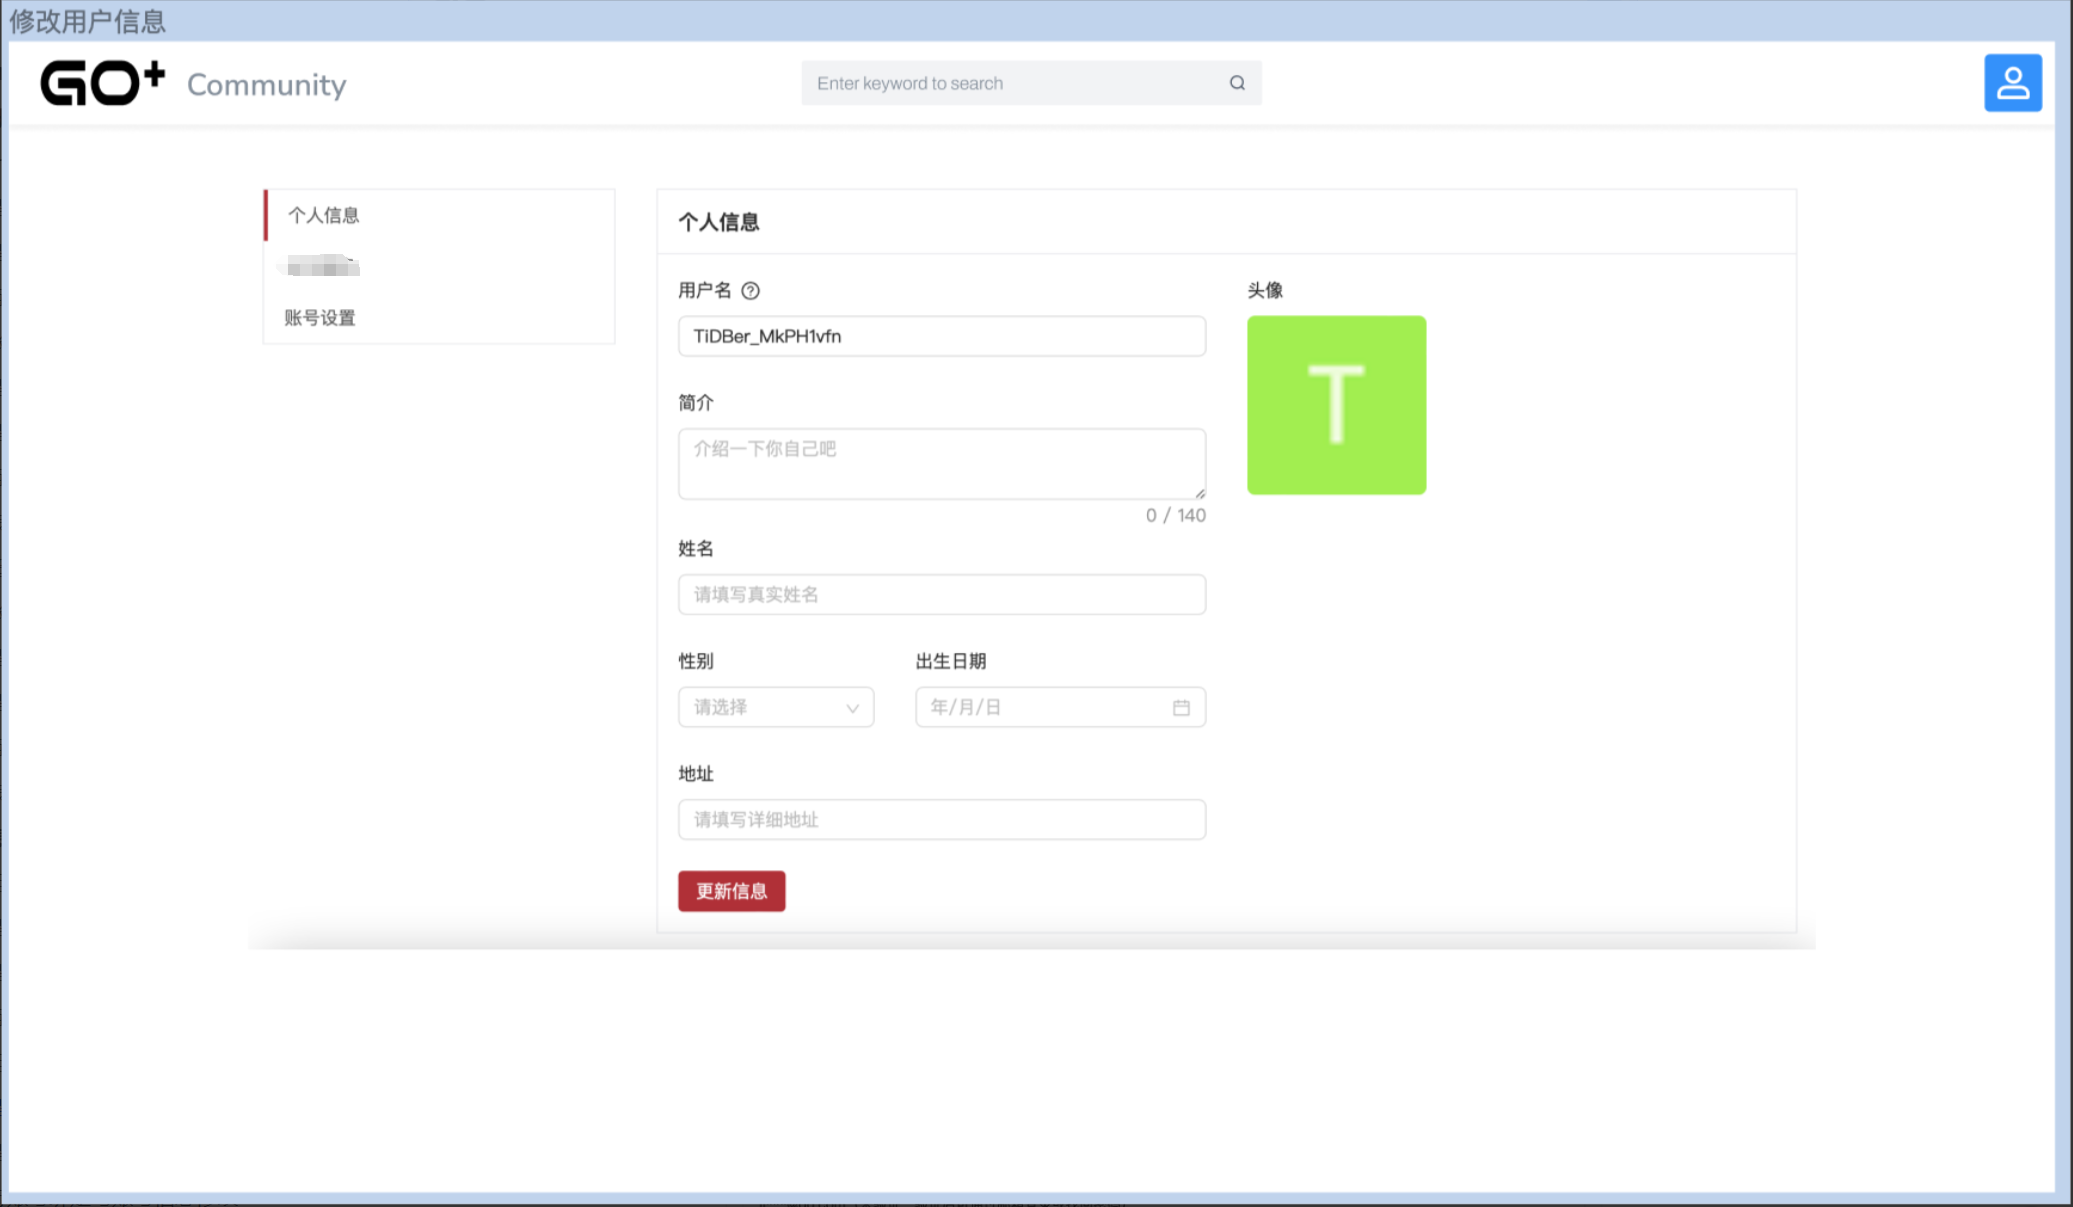 修改用户信息
GO+ Community
Enter keyword to search
个人信息
账号设置
个人信息
用户名
TiDBer_MkPH1vfn
头像
T
简介
介绍一下你自己吧
0 / 140
姓名
请填写真实姓名
性别
出生日期
请选择
年/月/日
地址
请填写详细地址
更新信息